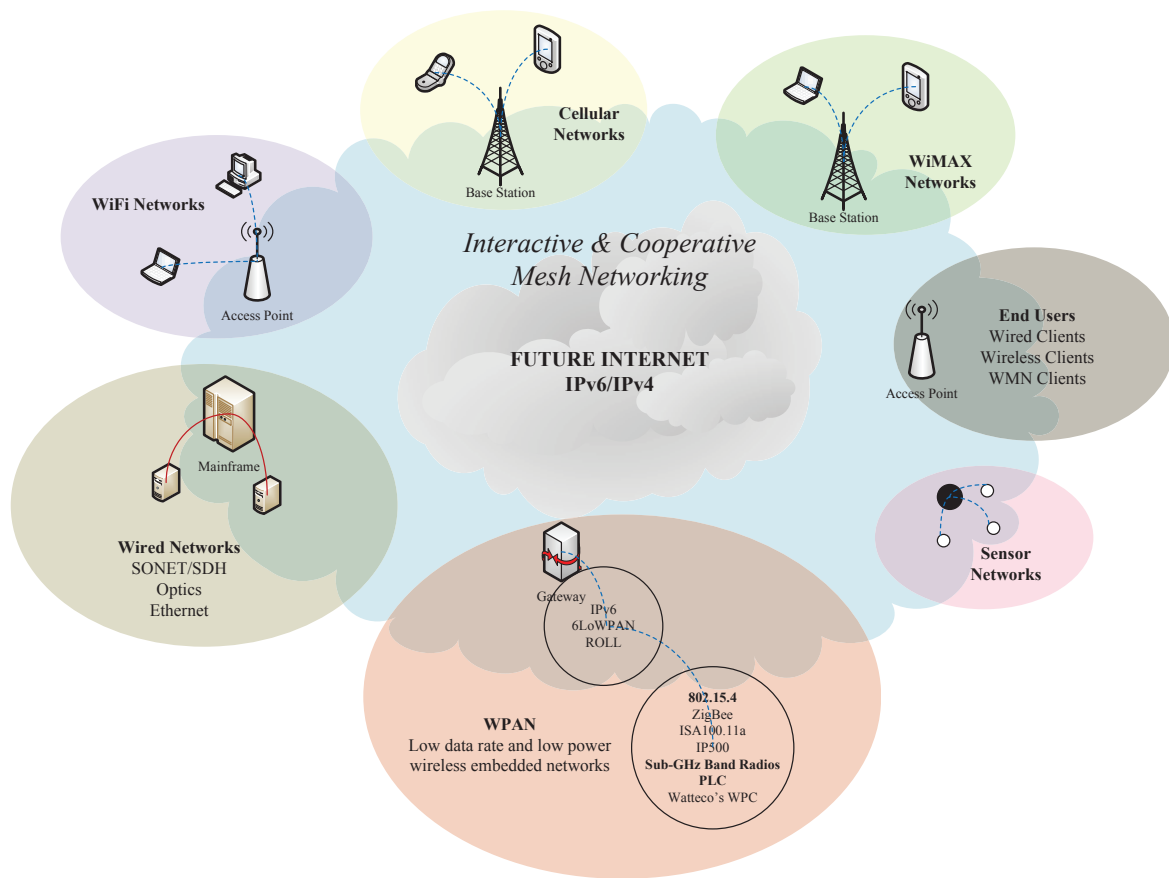 Cellular
Networks
Base Station
WiMAX
Networks
Base Station
WiFi Networks
Access Point
Interactive & Cooperative
Mesh Networking
FUTURE INTERNET
IPv6/IPv4
End Users
Wired Clients
Wireless Clients
WMN Clients
Access Point
Mainframe
Wired Networks
SONET/SDH
Optics
Ethernet
Sensor
Networks
Gateway
IPv6
6LoWPAN
ROLL
WPAN
Low data rate and low power
wireless embedded networks
802.15.4
ZigBee
ISA100.11a
IP500
Sub-GHz Band Radios
PLC
Watteco's WPC